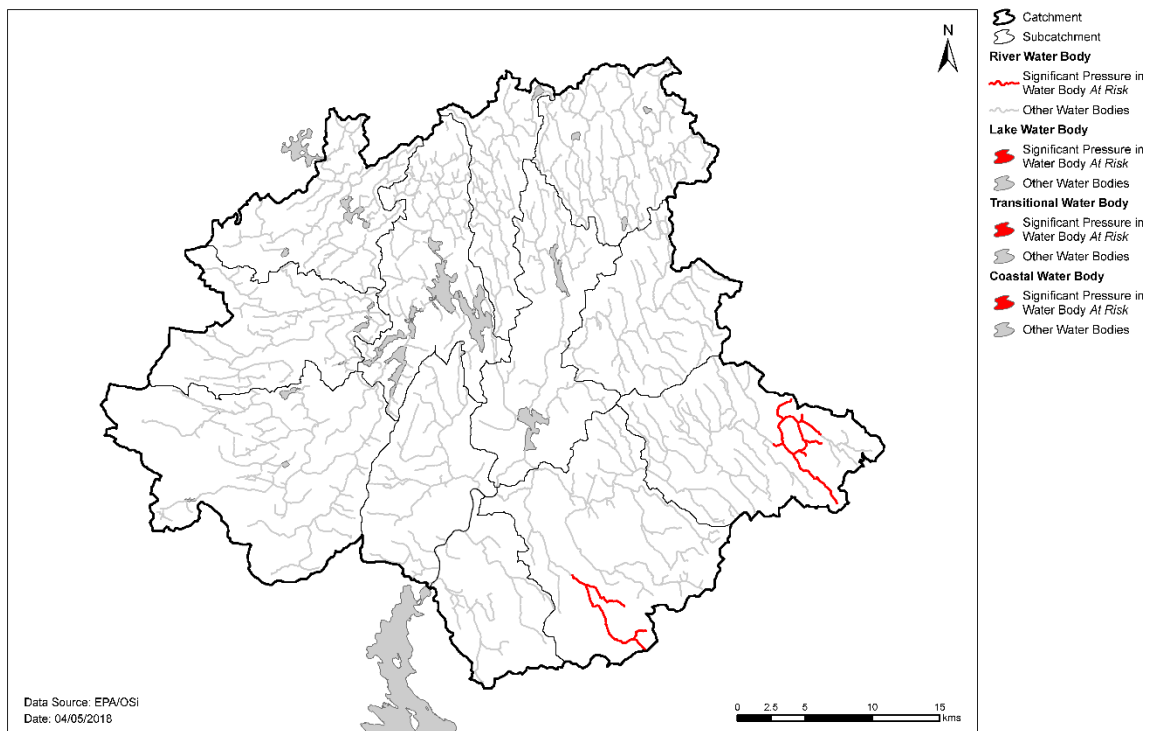 N
Catchment
Subcatchment
River Water Body
Significant Pressure in
Water Body At Risk
Other Water Bodies
Lake Water Body
Significant Pressure in
Water Body At Risk
Other Water Bodies
Transitional Water Body
Significant Pressure in
Water Body At Risk
Other Water Bodies
Coastal Water Body
Significant Pressure in
Water Body At Risk
Other Water Bodies
Data Source: EPA/OSi
Date: 04/05/2018
0 2.5 5 10 15
kms